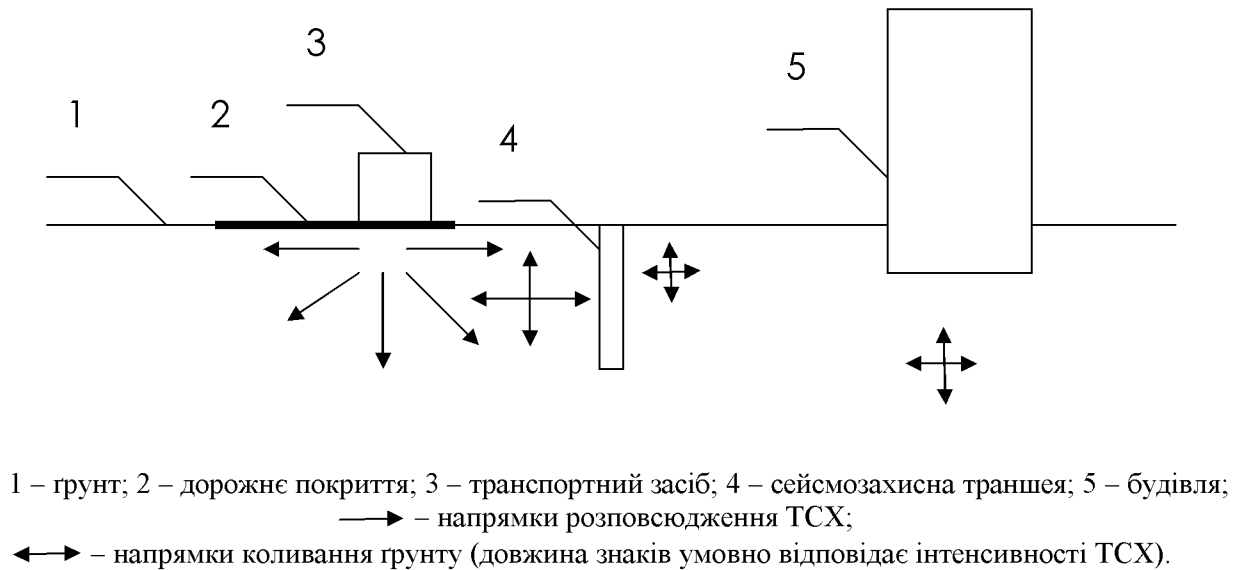 3
5
1
2
4
1 – ґрунт; 2 – дорожнє покриття; 3 – транспортний засіб; 4 – сейсмозахисна траншея; 5 – будівля;
– напрямки розповсюдження ТСХ;
– напрямки коливання ґрунту (довжина знаків умовно відповідає інтенсивності ТСХ).